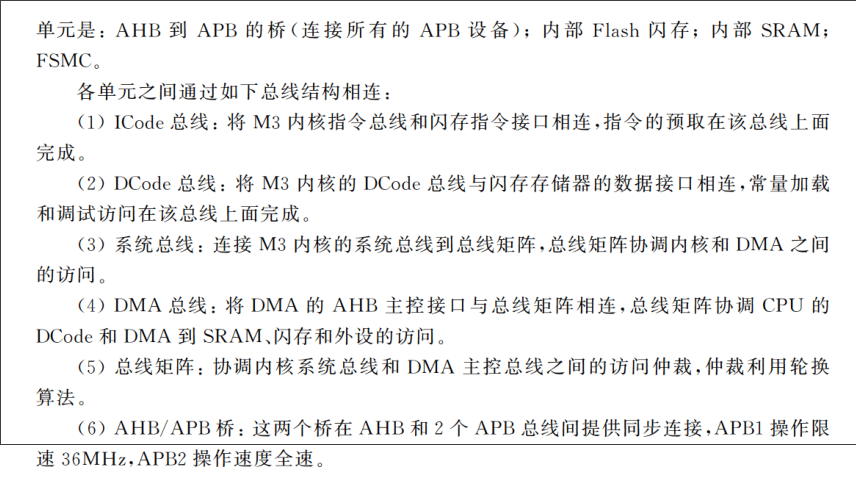 单元是：AHB 到 APB 的桥（连接所有的 APB 设备）；内部 Flash 闪存；内部 SRAM；
FSMC。
各单元之间通过如下总线结构相连：
（1）ICode 总线：将 M3 内核指令总线和闪存指令接口相连，指令的预取在该总线上面
完成。
（2）DCode 总线：将 M3 内核的 DCode 总线与闪存存储器的数据接口相连，常量加载
和调试访问在该总线上面完成。
（3）系统总线：连接 M3 内核的系统总线到总线矩阵，总线矩阵协调内核和 DMA 之间
的访问。
（4）DMA 总线：将 DMA 的 AHB 主控接口与总线矩阵相连，总线矩阵协调 CPU 的
DCode 和 DMA 到 SRAM、闪存和外设的访问。
（5）总线矩阵：协调内核系统总线和 DMA 主控总线之间的访问仲裁，仲裁利用轮换
算法。
（6）AHB/APB 桥：这两个桥在 AHB 和 2 个 APB 总线间提供同步连接，APB1 操作限
速 36MHz，APB2 操作速度全速。